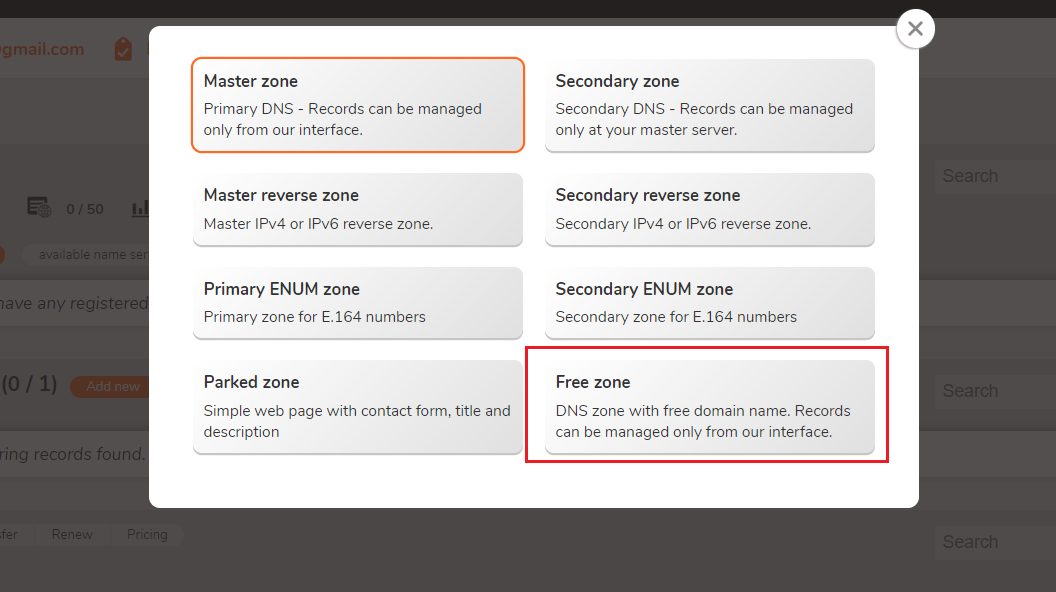 gmail.com
Master zone
Primary DNS - Records can be managed
only from our interface.
Secondary zone
Secondary DNS - Records can be managed
only at your master server.
Search
Master reverse zone
Master IPv4 or IPv6 reverse zone.
Secondary reverse zone
Secondary IPv4 or IPv6 reverse zone.
0 / 50
available name ser
have any registered
Primary ENUM zone
Primary zone for E.164 numbers
Secondary ENUM zone
Secondary zone for E.164 numbers
(0 / 1)
Add new
Search
Parked zone
Simple web page with contact form, title and
description
Free zone
DNS zone with free domain name. Records
can be managed only from our interface.
ring records found.
sfer
Renew
Pricing
Search